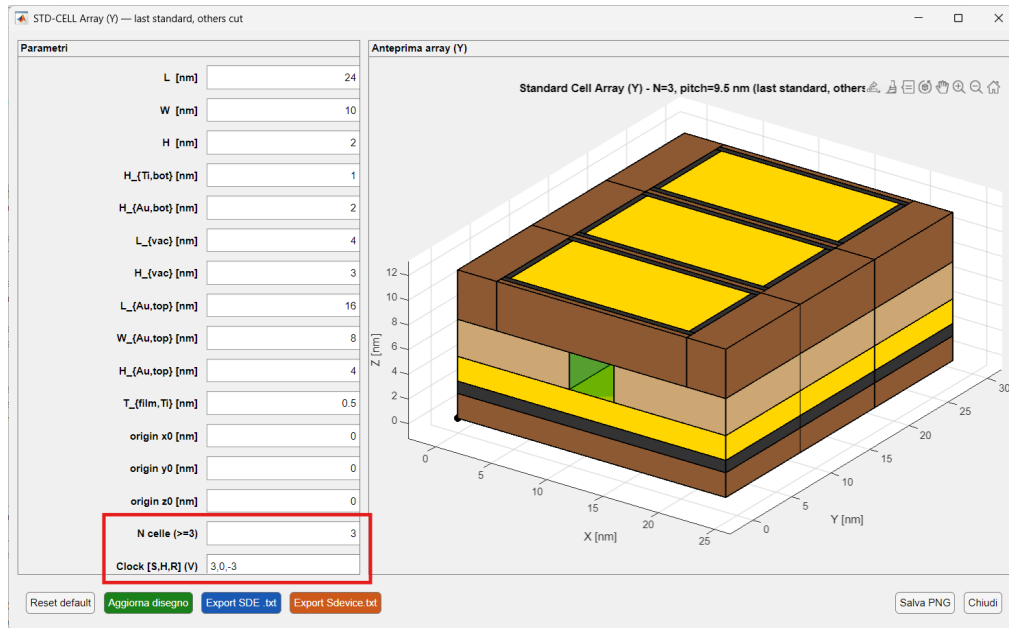 STD-CELL Array (Y) — last standard, others cut
Parametri
L [nm] 24
W [nm] 10
H [nm] 2
H_{Ti,bot} [nm] 1
H_{Au,bot} [nm] 2
L_{vac} [nm] 4
H_{vac} [nm] 3
L_{Au,top} [nm] 16
W_{Au,top} [nm] 8
H_{Au,top} [nm] 4
T_{film,Ti} [nm] 0.5
origin x0 [nm] 0
origin y0 [nm] 0
origin z0 [nm] 0
N celle (>=3) 3
Clock [S,H,R] (V) 3,0,-3
Reset default
Aggiorna disegno
Export SDE .txt
Export Sdevice.txt
Anteprima array (Y)
Standard Cell Array (Y) - N=3, pitch=9.5 nm (last standard, others
12
10
8
6
4
2
0
Z [nm]
0
5
10
15
20
25
X [nm]
0
5
10
15
20
25
30
Y [nm]
Salva PNG
Chiudi